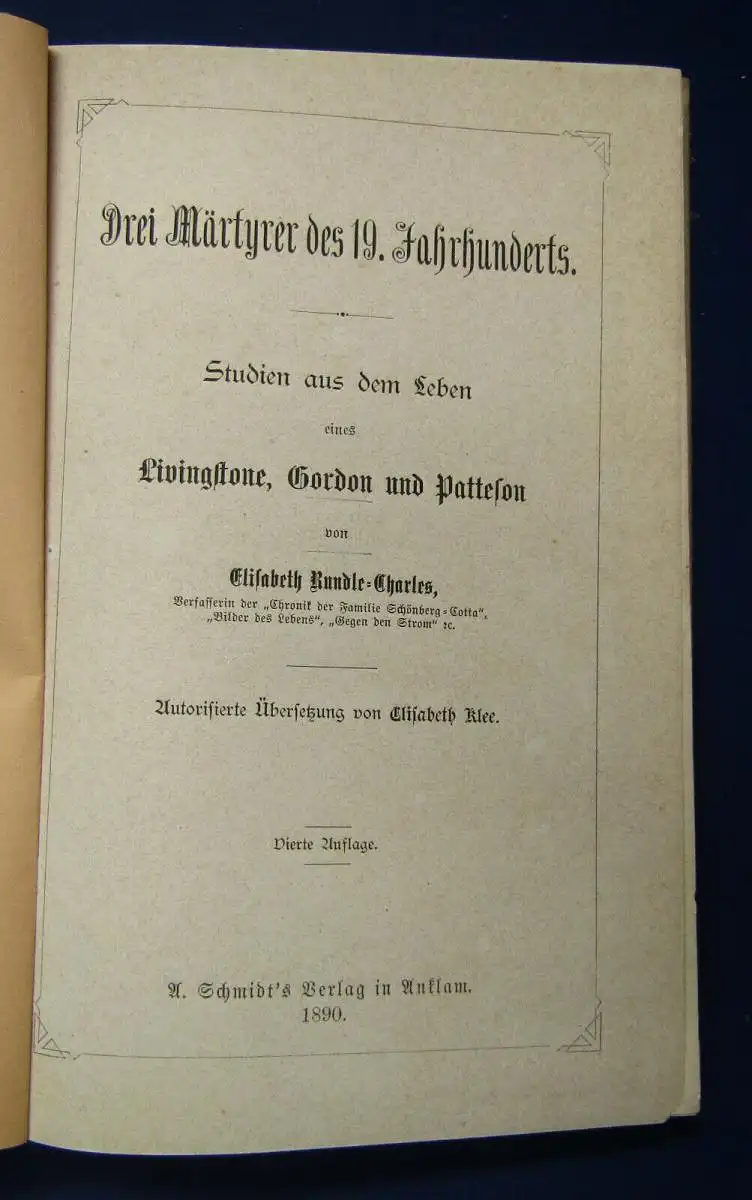 Drei Märtyrer des 19. Jahrhunderts.
Studien aus dem Leben
eines
Livingſtone, Gordon und Patteſon
von
Eliſabeth Rundle-Charles,
Verfaſſerin der „Chronik der Familie Schönberg-Cotta“,
„Bilder des Lebens“, „Gegen den Strom“ ꝛc.
Autoriſierte Überſetzung von Eliſabeth Klee.
Vierte Auflage.
A. Schmidt's Verlag in Anklam.
1890.